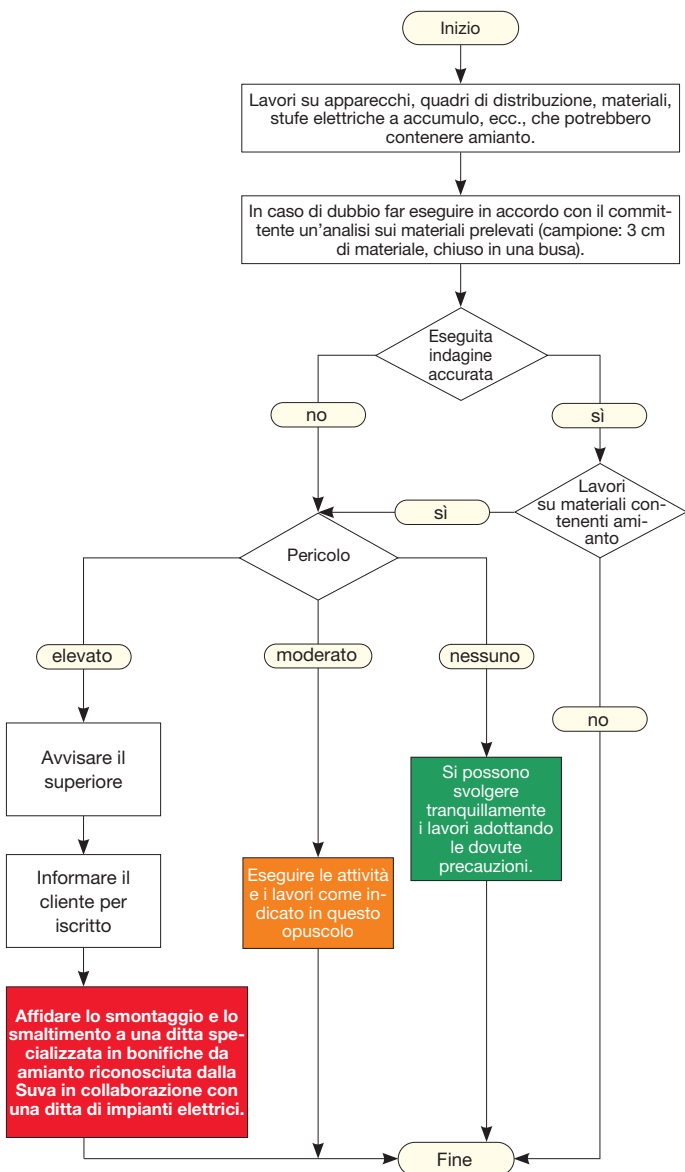 Inizio
Lavori su apparecchi, quadri di distribuzione, materiali,
stufe elettriche a accumulo, ecc., che potrebbero
contenere amianto.
In caso di dubbio far eseguire in accordo con il commit-
tente un'analisi sui materiali prelevati (campione: 3 cm
di materiale, chiuso in una busa).
Eseguita
indagine
accurata
no
sì
Lavori
su materiali con-
tenenti ami-
anto
sì
Pericolo
elevato
moderato
nessuno
no
Avvisare il
superiore
Si possono
svolgere
tranquillamente
i lavori adottando
le dovute
precauzioni.
Informare il
cliente per
iscritto
Eseguire le attività
e i lavori come in-
dicato in questo
opuscolo
Affidare lo smontaggio e lo
smaltimento a una ditta spe-
cializzata in bonifiche da
amianto riconosciuta dalla
Suva in collaborazione con
una ditta di impianti elettrici.
Fine